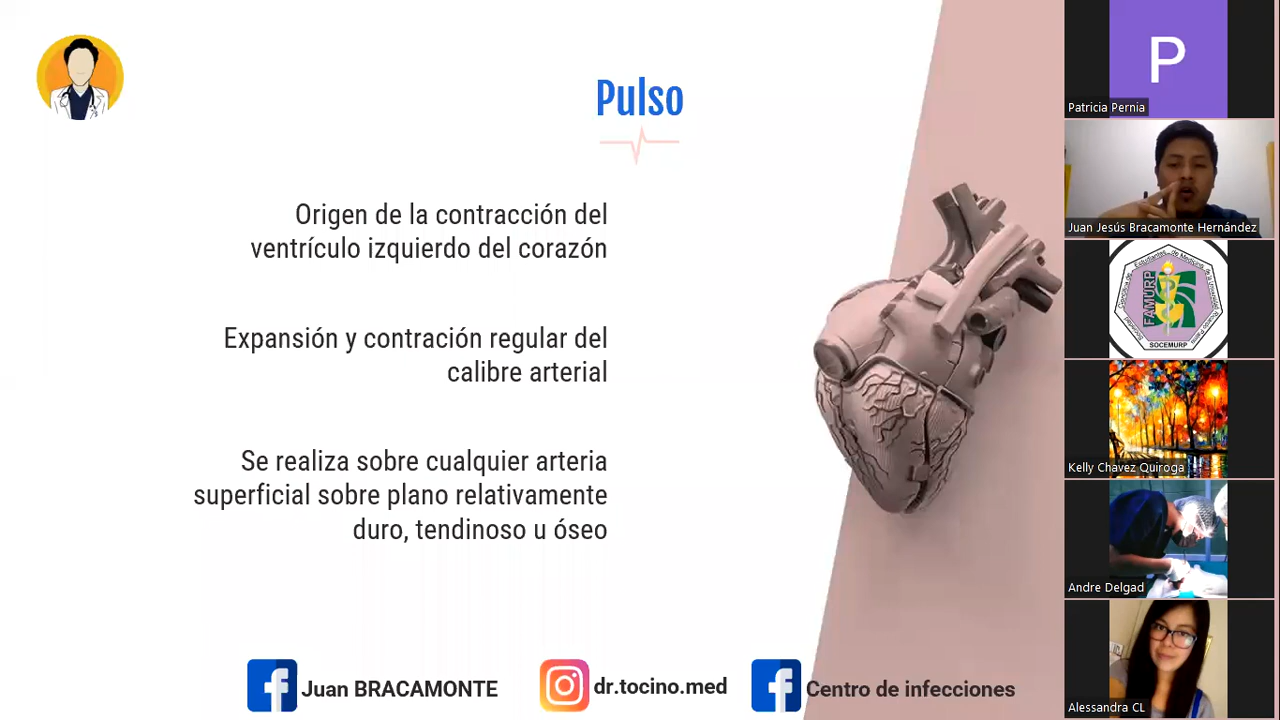 Pulso
Origen de la contracción del
ventrículo izquierdo del corazón
Expansión y contración regular del
calibre arterial
Se realiza sobre cualquier arteria
superficial sobre plano relativamente
duro, tendinoso u óseo
Juan BRACAMONTE
dr.tocino.med
Centro de infecciones
P
Patricia Pernia
Juan Jesús Bracamonte Hernández
FAMURP
SOCEMURP
Kelly Chavez Quiroga
Andre Delgad
Alessandra CL